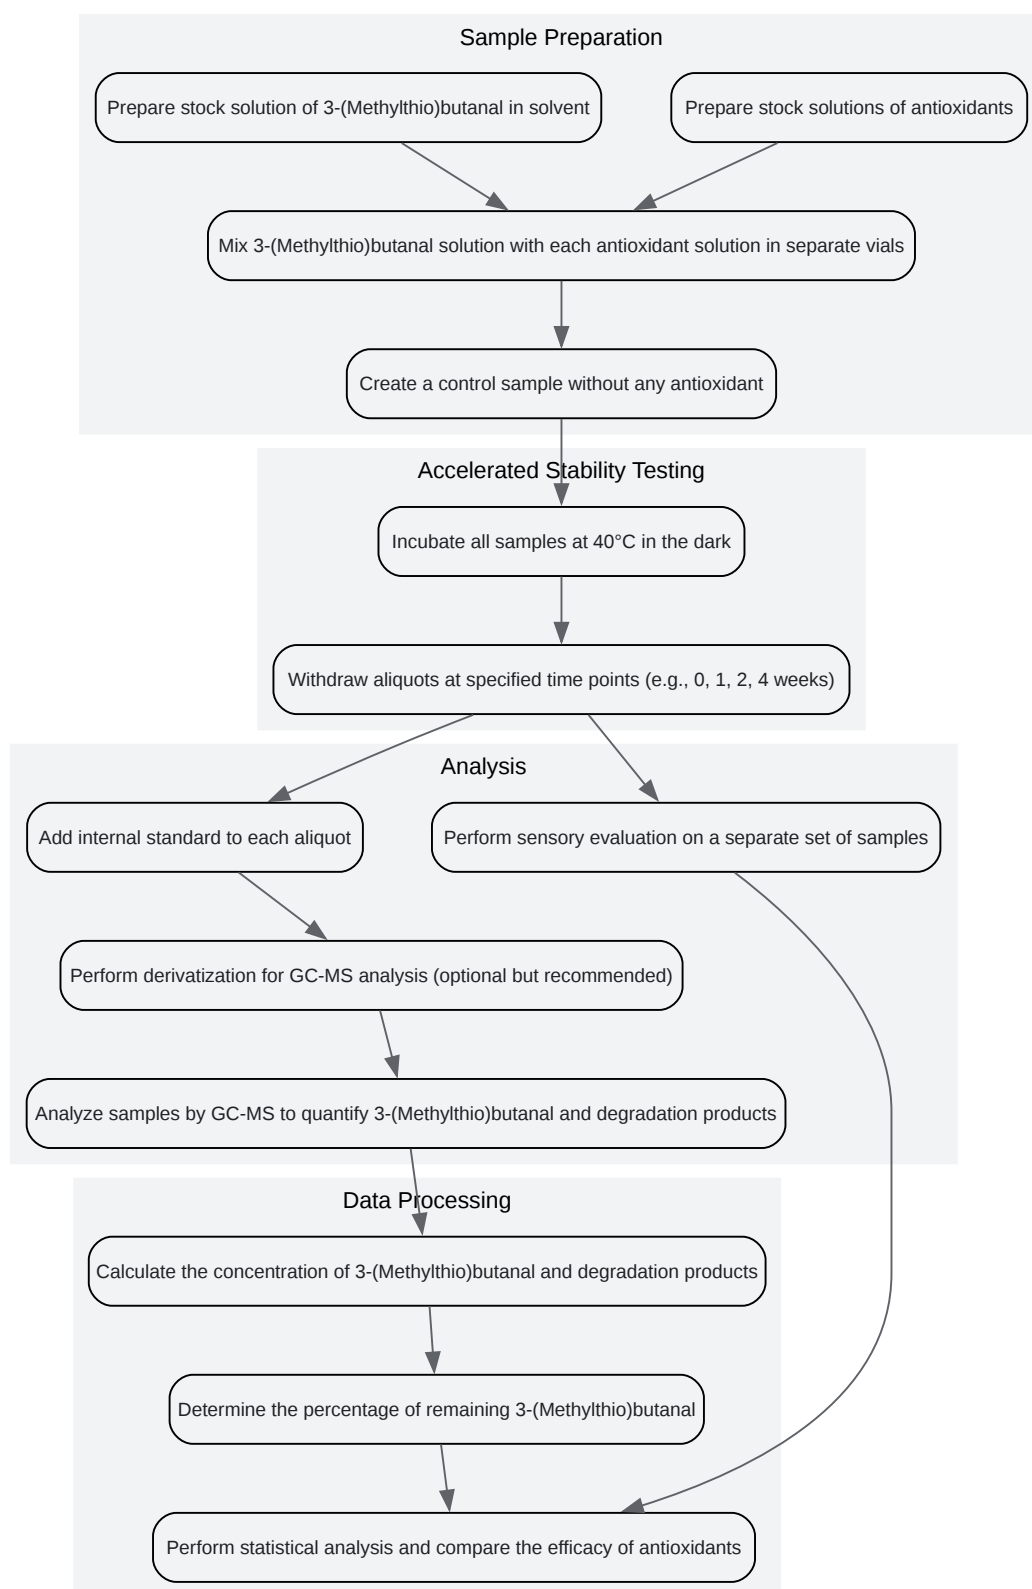 Sample Preparation
Prepare stock solution of 3-(Methylthio)butanal in solvent
Prepare stock solutions of antioxidants
Mix 3-(Methylthio)butanal solution with each antioxidant solution in separate vials
Create a control sample without any antioxidant
Accelerated Stability Testing
Incubate all samples at 40°C in the dark
Withdraw aliquots at specified time points (e.g., 0, 1, 2, 4 weeks)
Analysis
Add internal standard to each aliquot
Perform sensory evaluation on a separate set of samples
Perform derivatization for GC-MS analysis (optional but recommended)
Analyze samples by GC-MS to quantify 3-(Methylthio)butanal and degradation products
Data Processing
Calculate the concentration of 3-(Methylthio)butanal and degradation products
Determine the percentage of remaining 3-(Methylthio)butanal
Perform statistical analysis and compare the efficacy of antioxidants